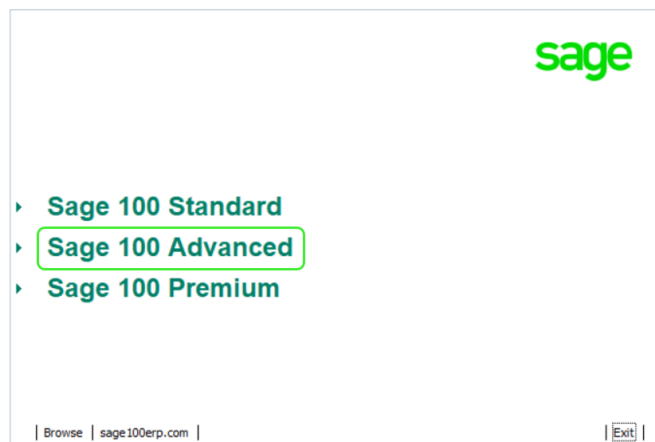 sage
Sage 100 Standard
Sage 100 Advanced
Sage 100 Premium
| Browse | sage100erp.com | | Exit |